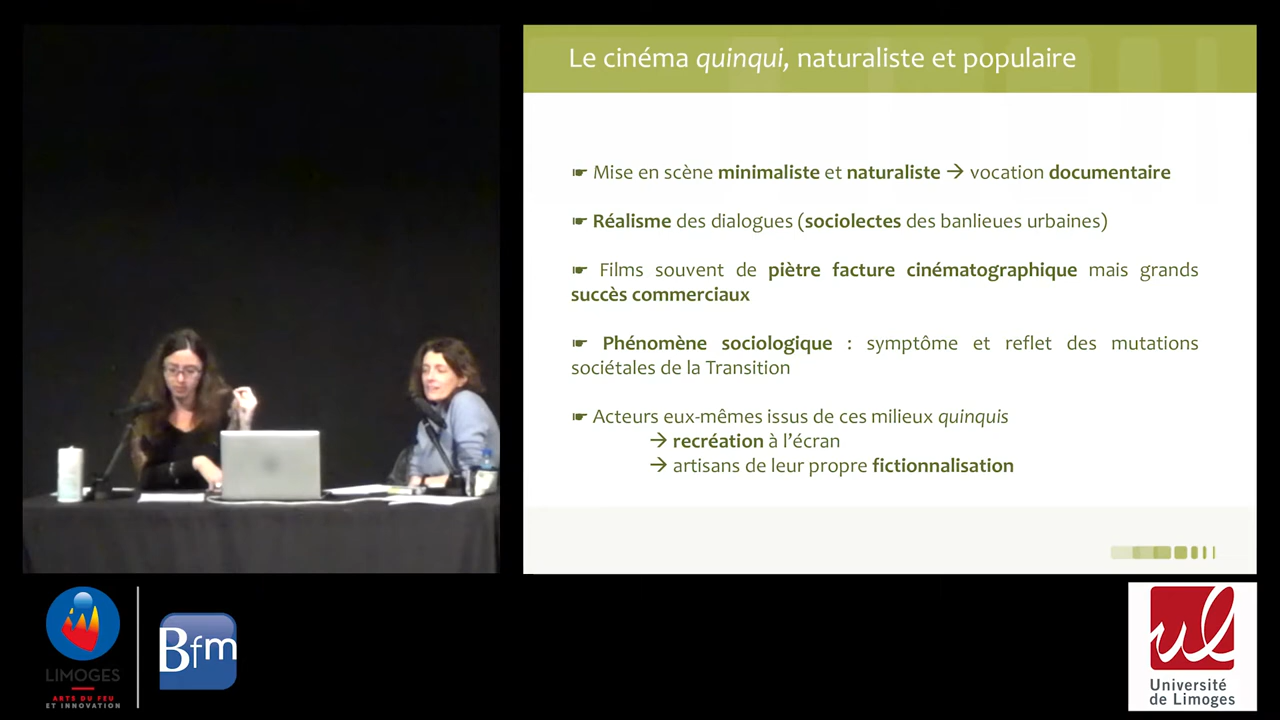 Le cinéma quinqui, naturaliste et populaire
☛ Mise en scène minimaliste et naturaliste → vocation documentaire
☛ Réalisme des dialogues (sociolectes des banlieues urbaines)
☛ Films souvent de piètre facture cinématographique mais grands
succès commerciaux
☛ Phénomène sociologique : symptôme et reflet des mutations
sociétales de la Transition
☛ Acteurs eux-mêmes issus de ces milieux quinquis
→ recréation à l'écran
→ artisans de leur propre fictionnalisation
LIMOGES
ARTS DU FEU
ET INNOVATION
Bfm
ul
Université
de Limoges